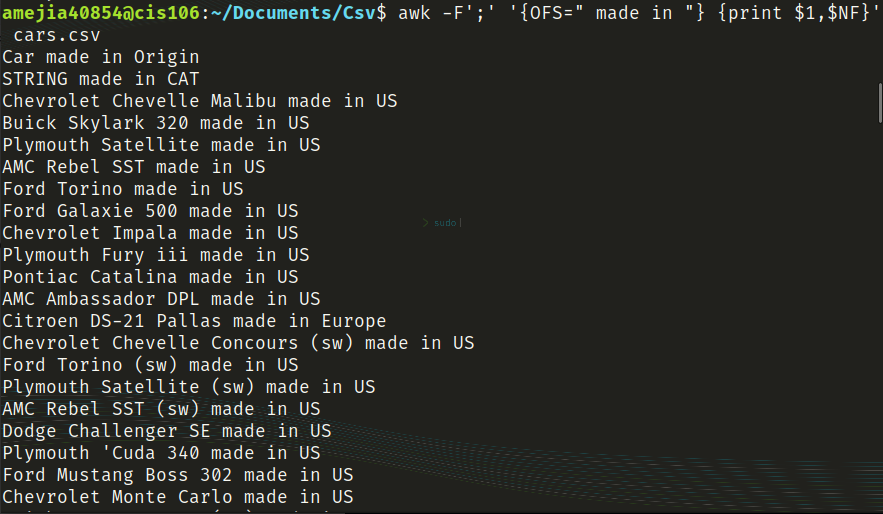 amejia40854@cis106:~/Documents/Csv$ awk -F';' '{OFS=" made in "} {print $1,$NF}'
 cars.csv
Car made in Origin
STRING made in CAT
Chevrolet Chevelle Malibu made in US
Buick Skylark 320 made in US
Plymouth Satellite made in US
AMC Rebel SST made in US
Ford Torino made in US
Ford Galaxie 500 made in US
> sudo
Chevrolet Impala made in US
Plymouth Fury iii made in US
Pontiac Catalina made in US
AMC Ambassador DPL made in US
Citroen DS-21 Pallas made in Europe
Chevrolet Chevelle Concours (sw) made in US
Ford Torino (sw) made in US
Plymouth Satellite (sw) made in US
AMC Rebel SST (sw) made in US
Dodge Challenger SE made in US
Plymouth 'Cuda 340 made in US
Ford Mustang Boss 302 made in US
Chevrolet Monte Carlo made in US